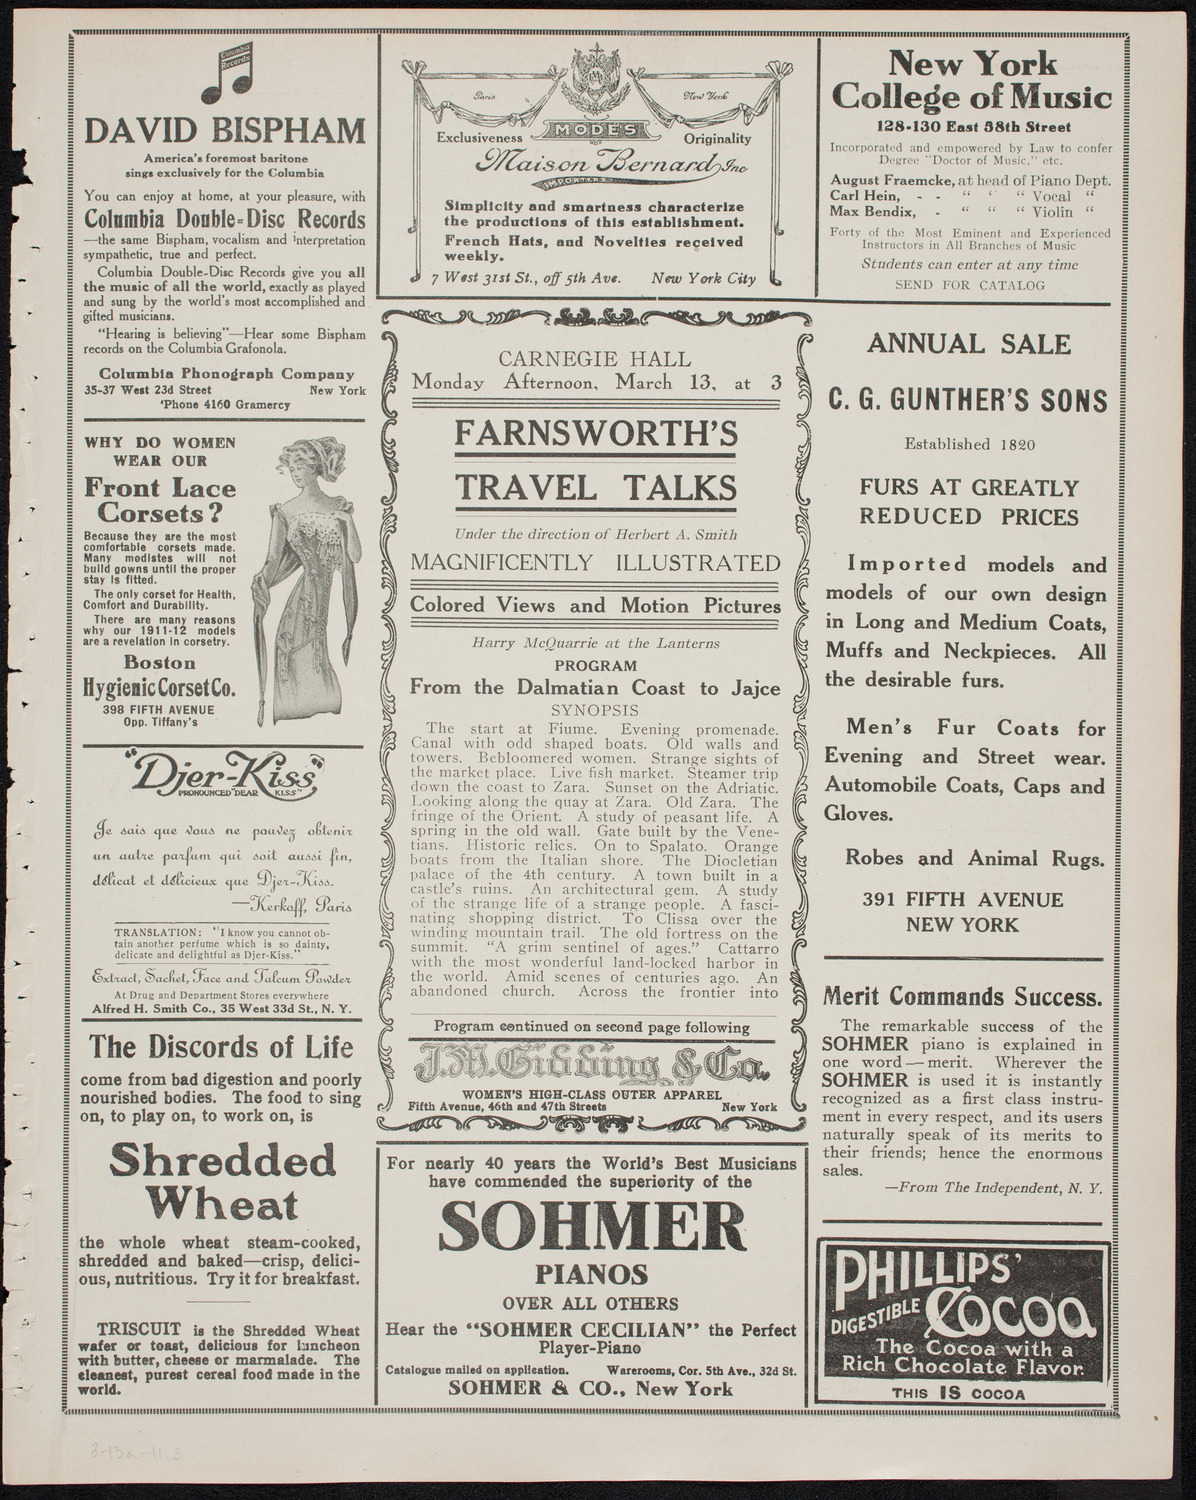 Columbia
Records
DAVID BISPHAM
America's foremost baritone
sings exclusively for the Columbia
You can enjoy at home, at your pleasure, with
Columbia Double=Disc Records
—the same Bispham, vocalism and interpretation
sympathetic, true and perfect.
Columbia Double-Disc Records give you all
the music of all the world, exactly as played
and sung by the world's most accomplished and
gifted musicians.
"Hearing is believing"—Hear some Bispham
records on the Columbia Grafonola.
Columbia Phonograph Company
35-37 West 23d Street New York
'Phone 4160 Gramercy
WHY DO WOMEN
WEAR OUR
Front Lace
Corsets?
Because they are the most
comfortable corsets made.
Many modistes will not
build gowns until the proper
stay is fitted.
The only corset for Health,
Comfort and Durability.
There are many reasons
why our 1911-12 models
are a revelation in corsetry.
Boston
Hygienic Corset Co.
398 FIFTH AVENUE
Opp. Tiffany's
"Djer-Kiss"
PRONOUNCED "DEAR KISS"
Je sais que vous ne pouvez obtenir
un autre parfum qui soit aussi fin,
délicat et délicieux que Djer-Kiss.
—Kerkoff, Paris
TRANSLATION: "I know you cannot ob-
tain another perfume which is so dainty,
delicate and delightful as Djer-Kiss."
Extract, Sachet, Face and Talcum Powder
At Drug and Department Stores everywhere
Alfred H. Smith Co., 35 West 33d St., N. Y.
The Discords of Life
come from bad digestion and poorly
nourished bodies. The food to sing
on, to play on, to work on, is
Shredded
Wheat
the whole wheat steam-cooked,
shredded and baked—crisp, delici-
ous, nutritious. Try it for breakfast.
TRISCUIT is the Shredded Wheat
wafer or toast, delicious for luncheon
with butter, cheese or marmalade. The
cleanest, purest cereal food made in the
world.
Paris New York
Exclusiveness MODES Originality
Maison Bernard Inc
IMPORTERS
Simplicity and smartness characterize
the productions of this establishment.
French Hats, and Novelties received
weekly.
7 West 31st St., off 5th Ave. New York City
CARNEGIE HALL
Monday Afternoon, March 13, at 3
FARNSWORTH'S
TRAVEL TALKS
Under the direction of Herbert A. Smith
MAGNIFICENTLY ILLUSTRATED
Colored Views and Motion Pictures
Harry McQuarrie at the Lanterns
PROGRAM
From the Dalmatian Coast to Jajce
SYNOPSIS
The start at Fiume. Evening promenade.
Canal with odd shaped boats. Old walls and
towers. Bebloomered women. Strange sights of
the market place. Live fish market. Steamer trip
down the coast to Zara. Sunset on the Adriatic.
Looking along the quay at Zara. Old Zara. The
fringe of the Orient. A study of peasant life. A
spring in the old wall. Gate built by the Vene-
tians. Historic relics. On to Spalato. Orange
boats from the Italian shore. The Diocletian
palace of the 4th century. A town built in a
castle's ruins. An architectural gem. A study
of the strange life of a strange people. A fasci-
nating shopping district. To Clissa over the
winding mountain trail. The old fortress on the
summit. "A grim sentinel of ages." Cattarro
with the most wonderful land-locked harbor in
the world. Amid scenes of centuries ago. An
abandoned church. Across the frontier into
Program continued on second page following
J.M. Gidding & Co.
WOMEN'S HIGH-CLASS OUTER APPAREL
Fifth Avenue, 46th and 47th Streets New York
For nearly 40 years the World's Best Musicians
have commended the superiority of the
SOHMER
PIANOS
OVER ALL OTHERS
Hear the "SOHMER CECILIAN" the Perfect
Player-Piano
Catalogue mailed on application. Warerooms, Cor. 5th Ave., 32d St.
SOHMER & CO., New York
New York
College of Music
128-130 East 58th Street
Incorporated and empowered by Law to confer
Degree "Doctor of Music," etc.
August Fraemcke, at head of Piano Dept.
Carl Hein, - - " " " Vocal "
Max Bendix, - " " " Violin "
Forty of the Most Eminent and Experienced
Instructors in All Branches of Music
Students can enter at any time
SEND FOR CATALOG
ANNUAL SALE
C. G. GUNTHER'S SONS
Established 1820
FURS AT GREATLY
REDUCED PRICES
Imported models and
models of our own design
in Long and Medium Coats,
Muffs and Neckpieces. All
the desirable furs.
Men's Fur Coats for
Evening and Street wear.
Automobile Coats, Caps and
Gloves.
Robes and Animal Rugs.
391 FIFTH AVENUE
NEW YORK
Merit Commands Success.
The remarkable success of the
SOHMER piano is explained in
one word—merit. Wherever the
SOHMER is used it is instantly
recognized as a first class instru-
ment in every respect, and its users
naturally speak of its merits to
their friends; hence the enormous
sales.
—From The Independent, N. Y.
PHILLIPS'
DIGESTIBLE COCOA
The Cocoa with a
Rich Chocolate Flavor.
THIS IS COCOA
3-13a-11.3